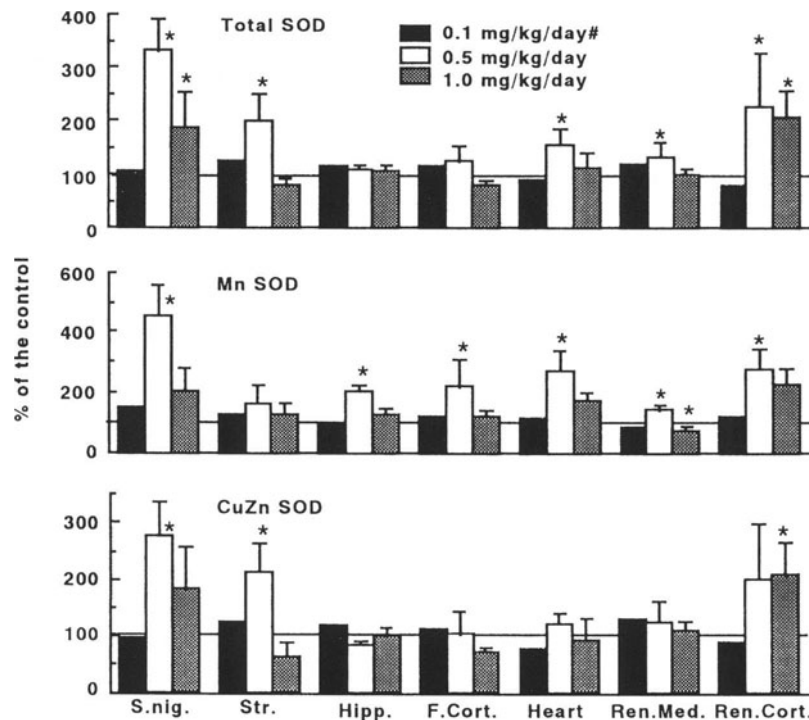 Total SOD
0.1 mg/kg/day#
0.5 mg/kg/day
1.0 mg/kg/day
400
300
200
100
0
* * * * * * *
Mn SOD
600
400
200
0
* * * * * * *
% of the control
CuZn SOD
300
200
100
0
* * *
S.nig. Str. Hipp. F.Cort. Heart Ren.Med. Ren.Cort.